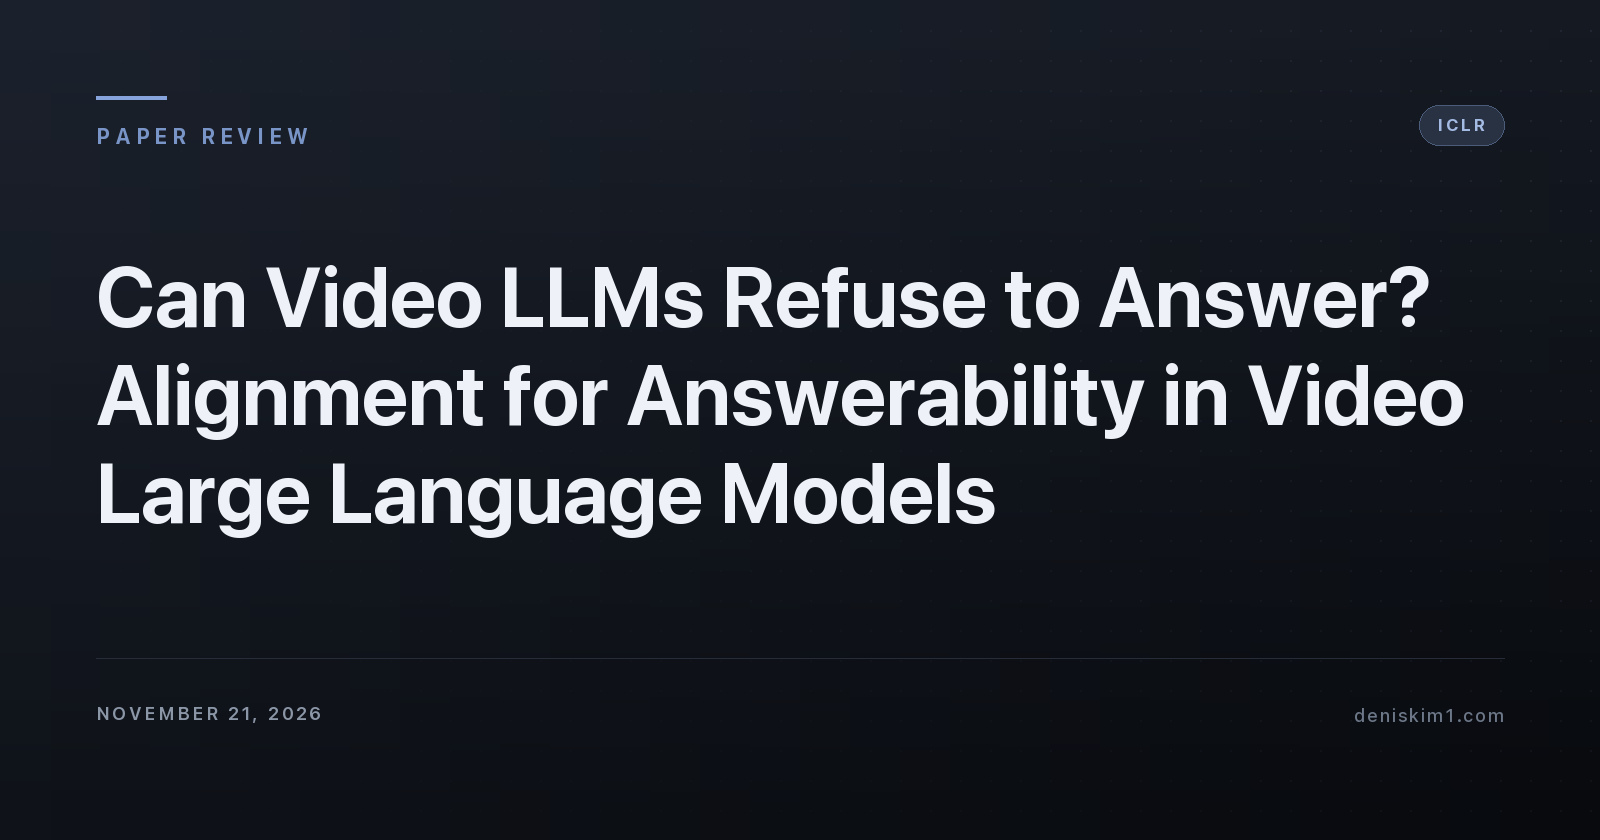 PAPER REVIEW
ICLR
Can Video LLMs Refuse to Answer?
Alignment for Answerability in Video
Large Language Models
NOVEMBER 21, 2026
deniskim1.com